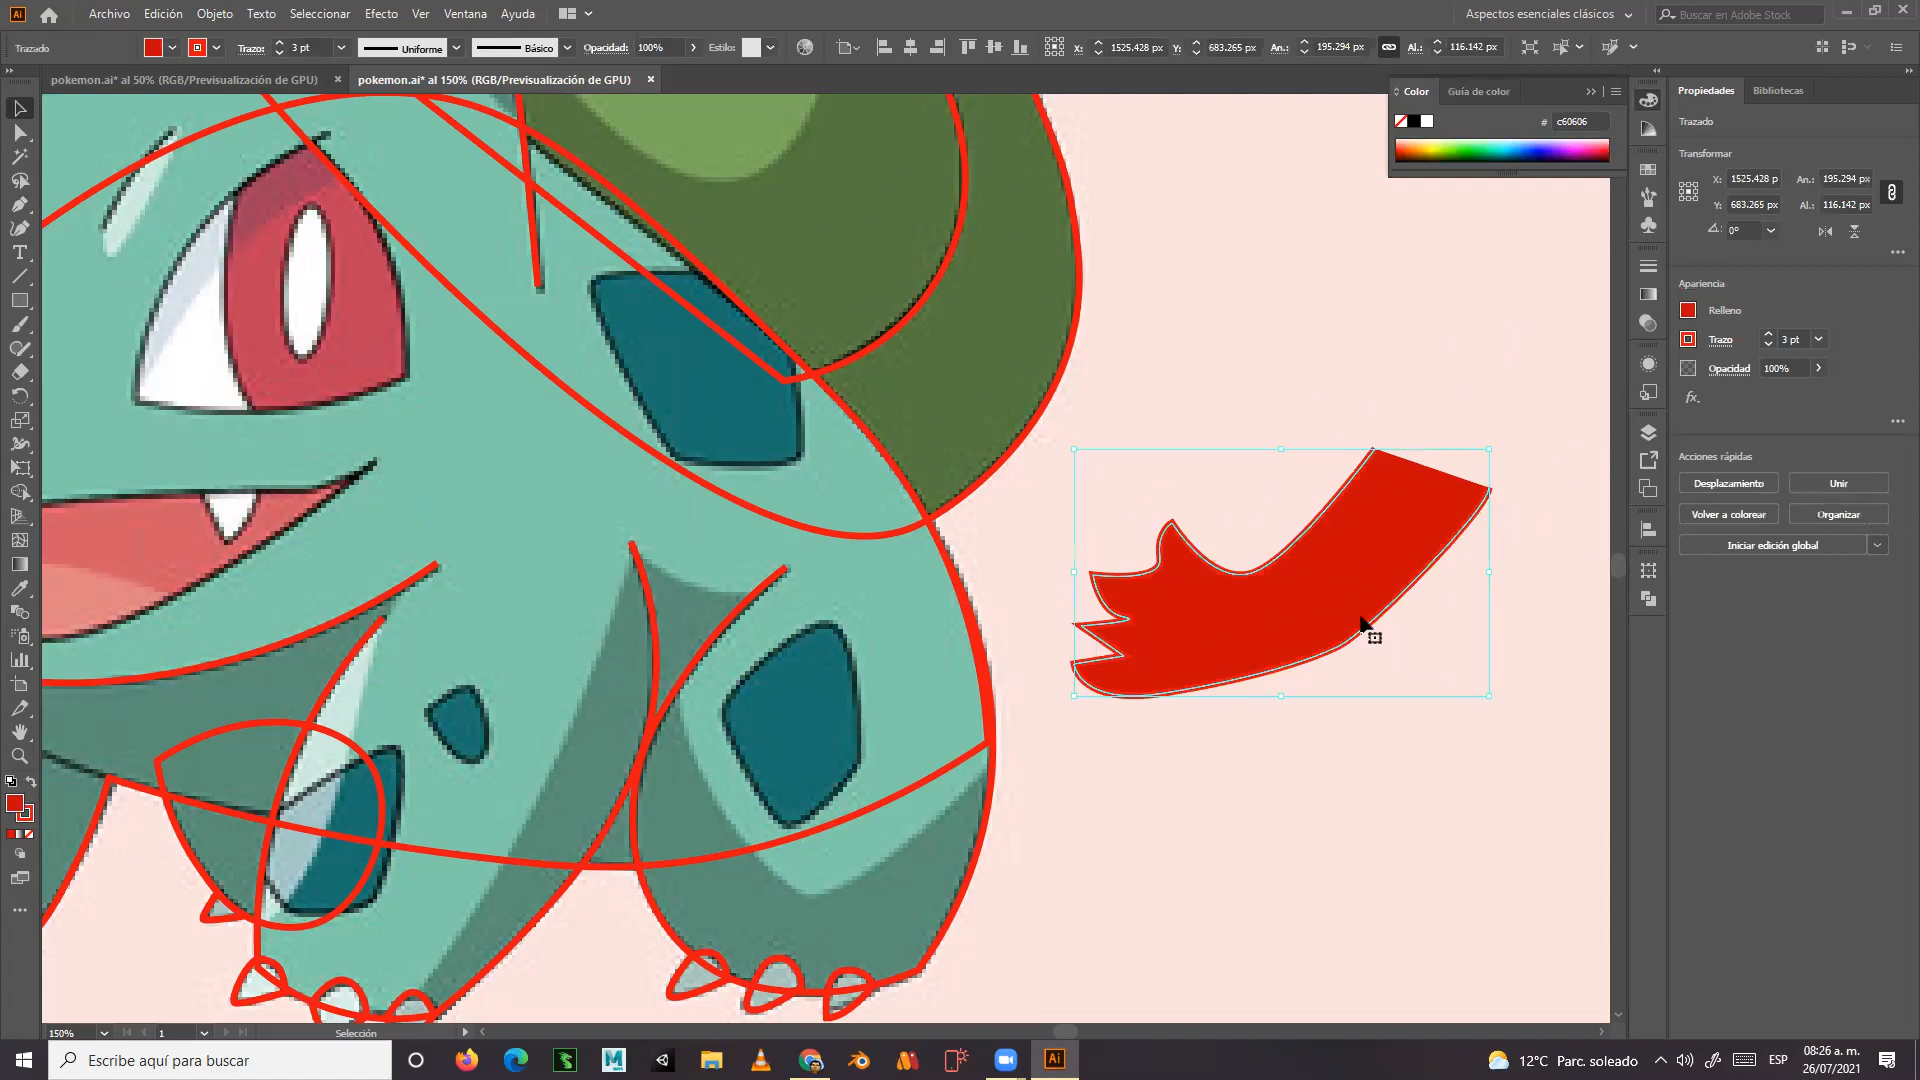 Ai Archivo Edición Objeto Texto Seleccionar Efecto Ver Ventana Ayuda Aspectos esenciales clásicos Buscar en Adobe Stock
Trazado Trazo: 3 pt Uniforme Básico Opacidad: 100% Estilo: X: 1525.428 px Y: 683.265 px An.: 195.294 px Al.: 116.142 px
pokemon.ai* al 50% (RGB/Previsualización de GPU) × pokemon.ai* al 150% (RGB/Previsualización de GPU) ×
Color Guía de color
# c60606
Propiedades Bibliotecas
Trazado
Transformar
X: 1525.428 p An.: 195.294 px
Y: 683.265 px Al.: 116.142 px
0°
Apariencia
Relleno
Trazo 3 pt
Opacidad 100%
fx.
Acciones rápidas
Desplazamiento Unir
Volver a colorear Organizar
Iniciar edición global
150% 1 Selección
Escribe aquí para buscar Ai 12°C Parc. soleado ESP 08:26 a. m.
26/07/2021